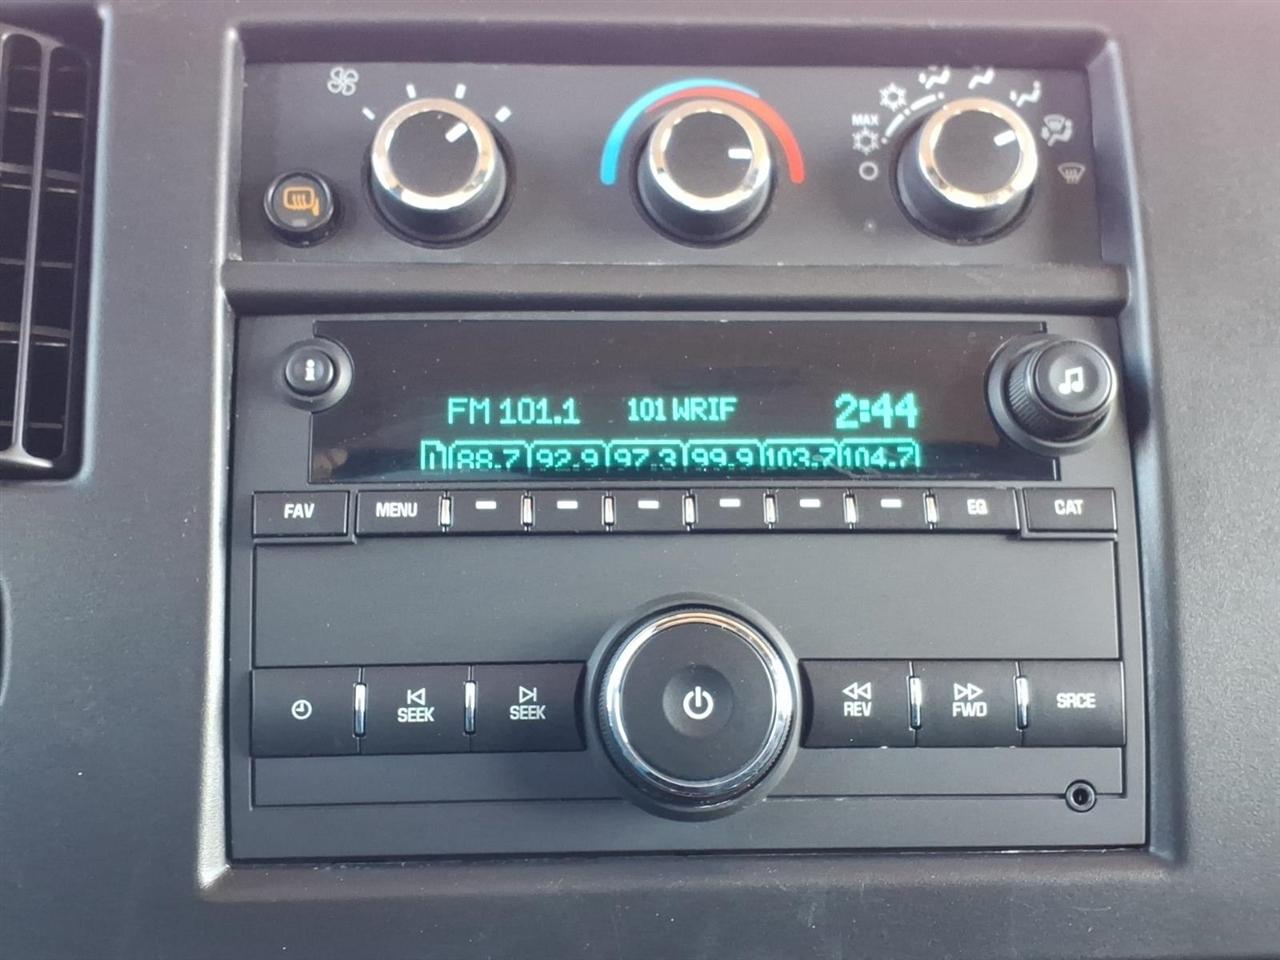 MAX
i
FM 101.1 101 WRIF 2:44
88.7 92.9 97.3 99.9 103.7 104.7
FAV MENU EQ CAT
SEEK SEEK REV FWD SRCE